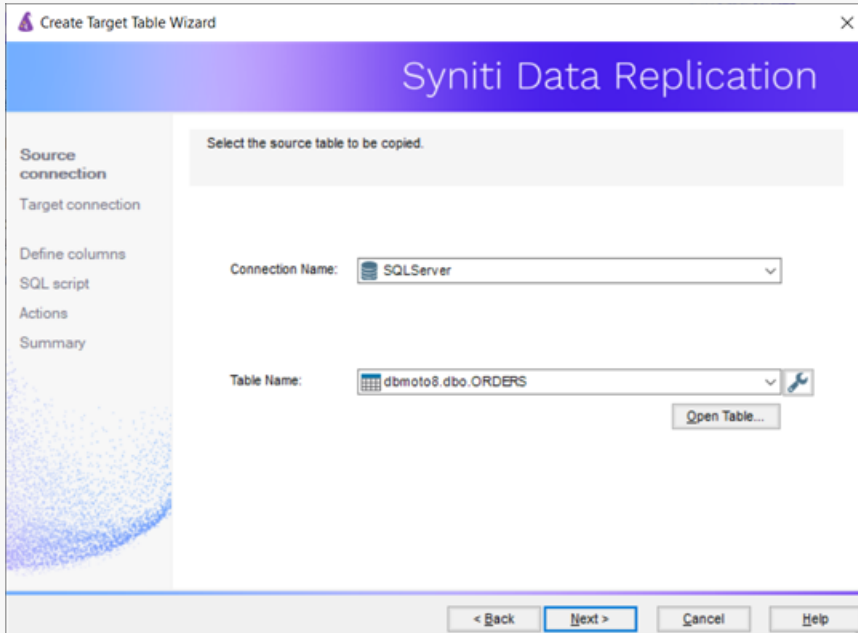 Create Target Table Wizard
Syniti Data Replication
Source
connection
Target connection
Define columns
SQL script
Actions
Summary
Select the source table to be copied.
Connection Name: SQLServer
Table Name: dbmoto8.dbo.ORDERS
Open Table...
< Back Next > Cancel Help